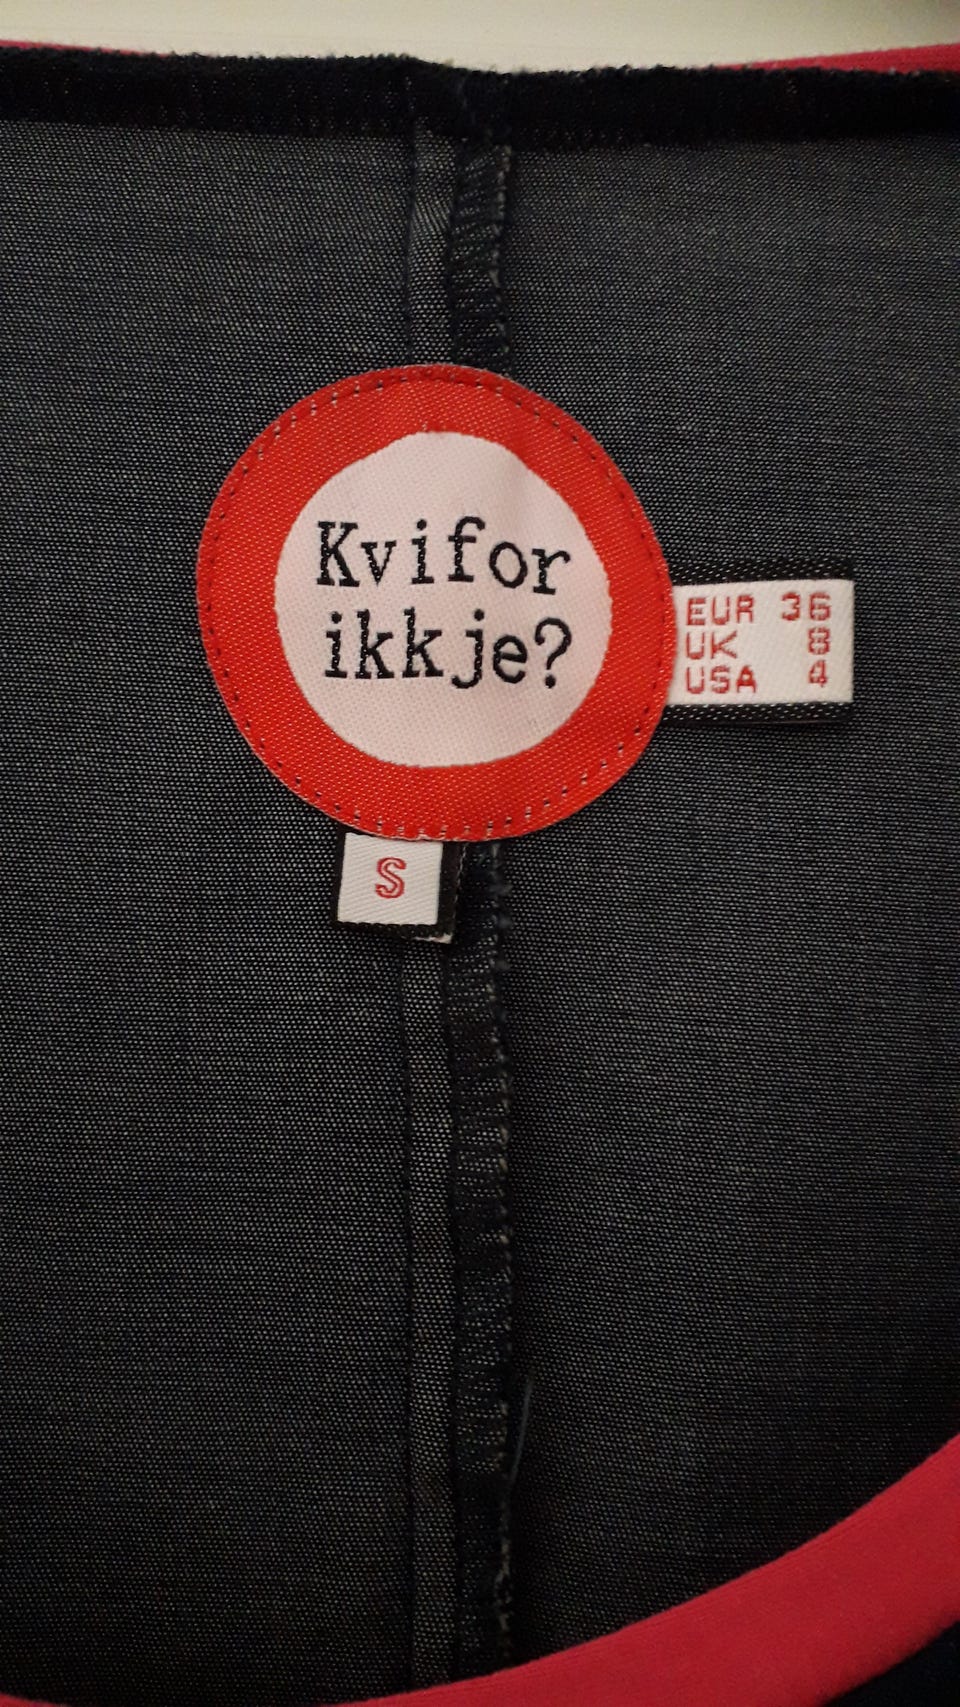 Kvifor
ikkje?
EUR 36
UK 8
USA 4
S